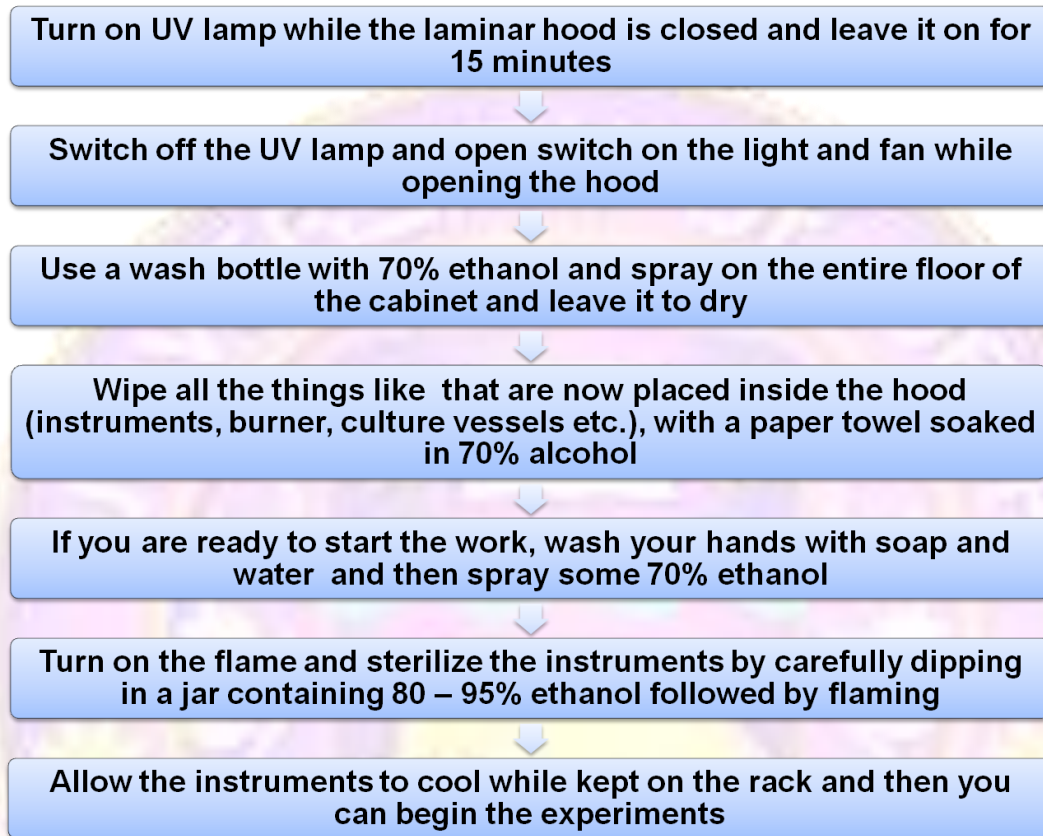 Turn on UV lamp while the laminar hood is closed and leave it on for
15 minutes
Switch off the UV lamp and open switch on the light and fan while
opening the hood
Use a wash bottle with 70% ethanol and spray on the entire floor of
the cabinet and leave it to dry
Wipe all the things like  that are now placed inside the hood
(instruments, burner, culture vessels etc.), with a paper towel soaked
in 70% alcohol
If you are ready to start the work, wash your hands with soap and
water  and then spray some 70% ethanol
Turn on the flame and sterilize the instruments by carefully dipping
in a jar containing 80 – 95% ethanol followed by flaming
Allow the instruments to cool while kept on the rack and then you
can begin the experiments